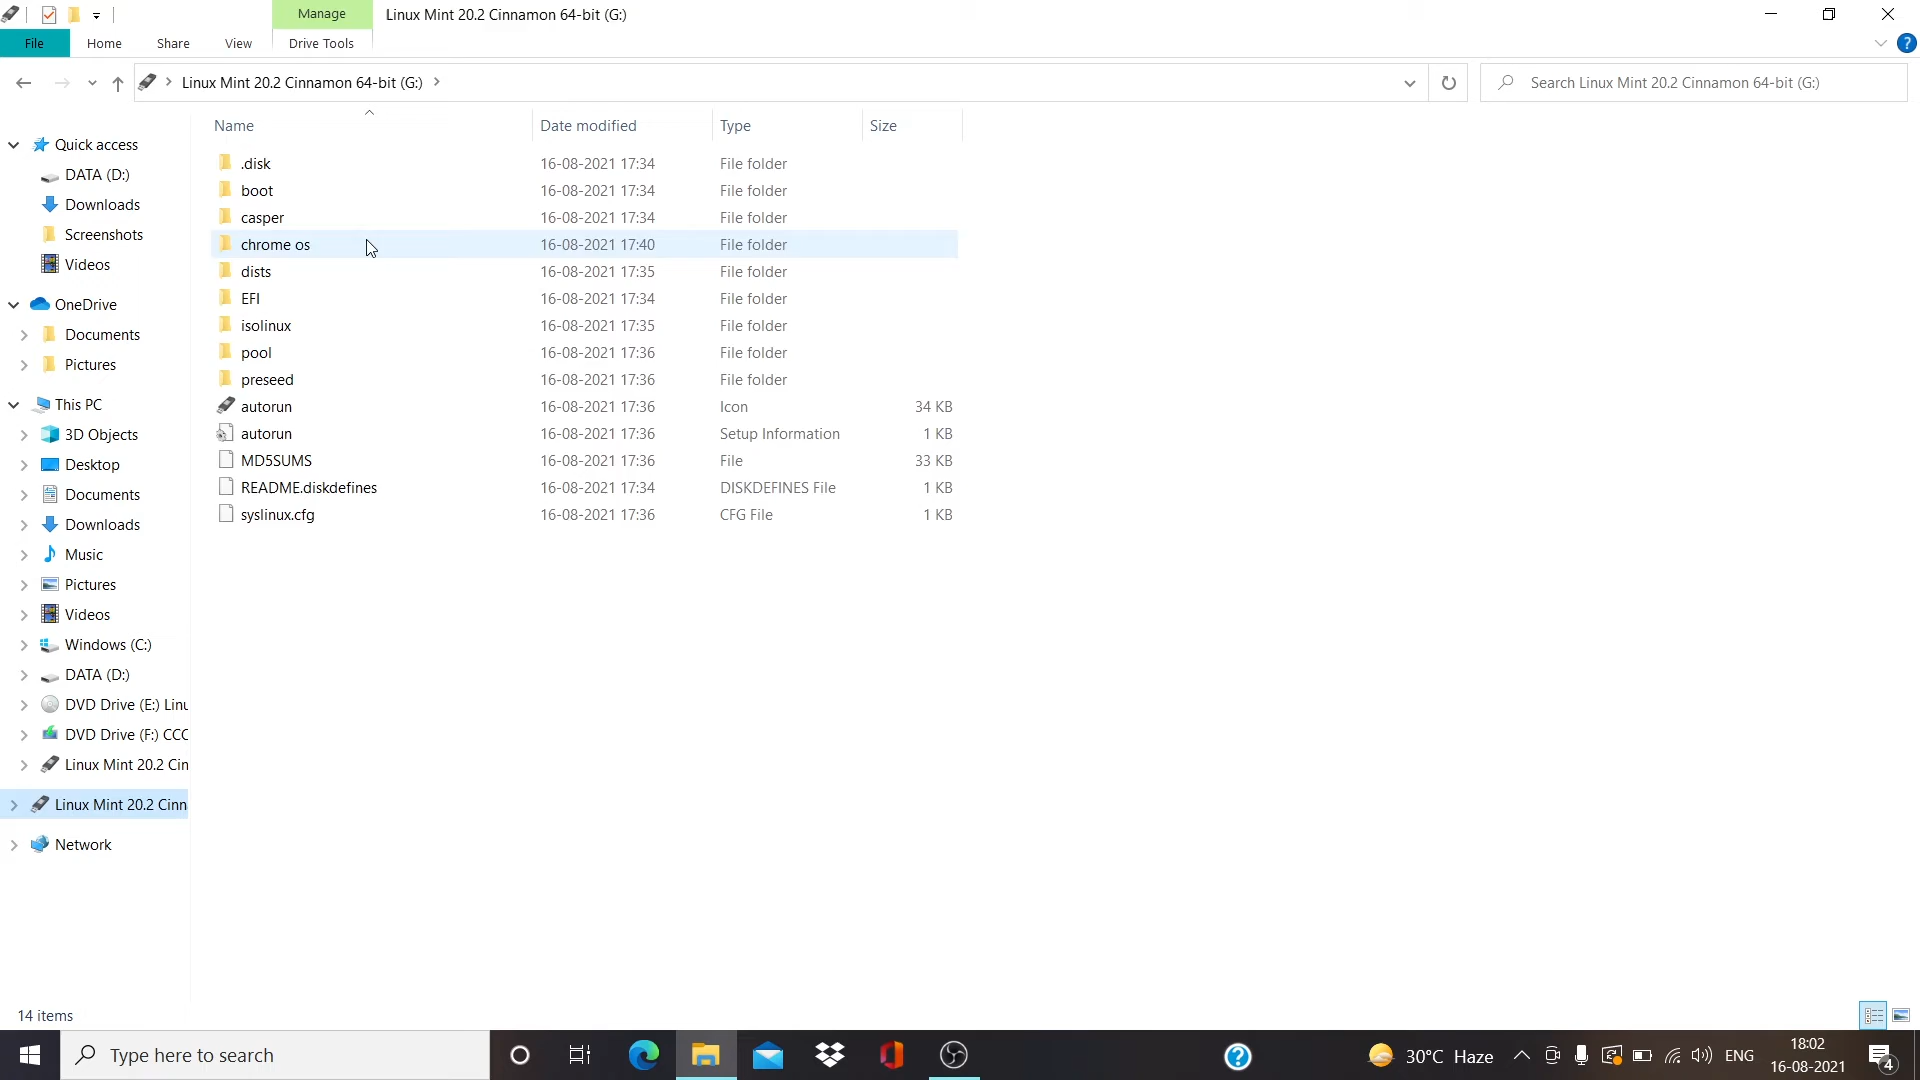 Manage
Linux Mint 20.2 Cinnamon 64-bit (G:)
File
Home
Share
View
Drive Tools
Linux Mint 20.2 Cinnamon 64-bit (G:)
Search Linux Mint 20.2 Cinnamon 64-bit (G:)
Name Date modified Type Size
Quick access
DATA (D:)
Downloads
Screenshots
Videos
OneDrive
Documents
Pictures
This PC
3D Objects
Desktop
Documents
Downloads
Music
Pictures
Videos
Windows (C:)
DATA (D:)
DVD Drive (E:) Linu
DVD Drive (F:) CCC
Linux Mint 20.2 Cin
Linux Mint 20.2 Cinn
Network
.disk 16-08-2021 17:34 File folder
boot 16-08-2021 17:34 File folder
casper 16-08-2021 17:34 File folder
chrome os 16-08-2021 17:40 File folder
dists 16-08-2021 17:35 File folder
EFI 16-08-2021 17:34 File folder
isolinux 16-08-2021 17:35 File folder
pool 16-08-2021 17:36 File folder
preseed 16-08-2021 17:36 File folder
autorun 16-08-2021 17:36 Icon 34 KB
autorun 16-08-2021 17:36 Setup Information 1 KB
MD5SUMS 16-08-2021 17:36 File 33 KB
README.diskdefines 16-08-2021 17:34 DISKDEFINES File 1 KB
syslinux.cfg 16-08-2021 17:36 CFG File 1 KB
14 items
Type here to search
30°C Haze
ENG
18:02
16-08-2021
4